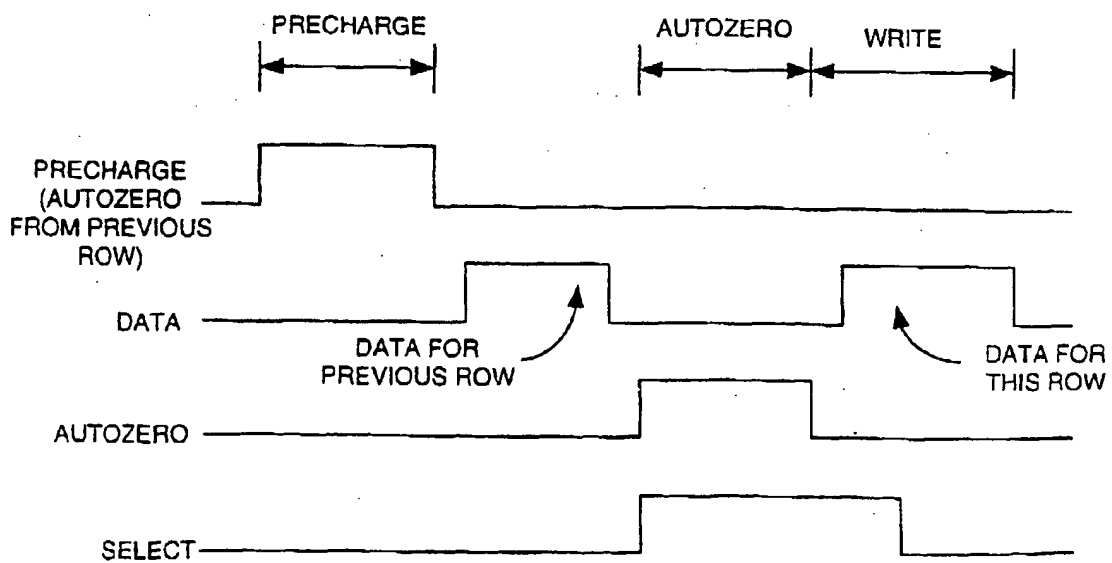 PRECHARGE
AUTOZERO
WRITE
PRECHARGE
(AUTOZERO
FROM PREVIOUS
ROW)
DATA
DATA FOR
PREVIOUS ROW
DATA FOR
THIS ROW
AUTOZERO
SELECT